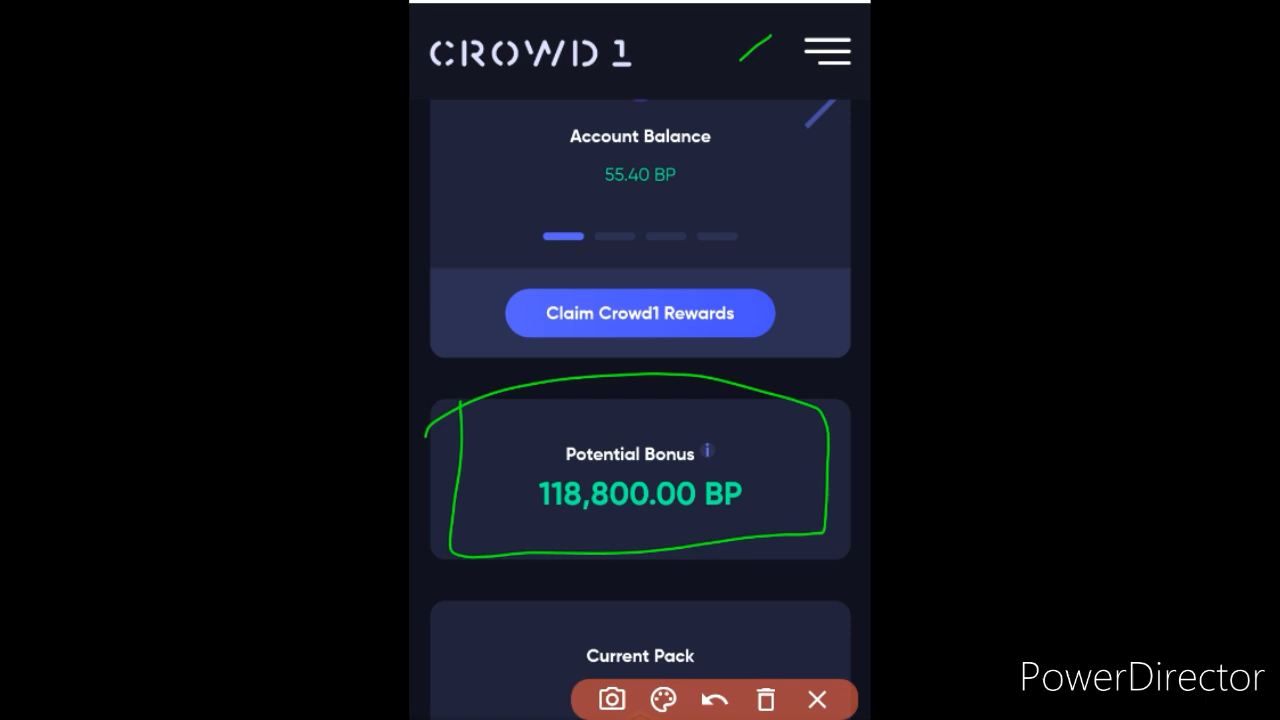 CROWD 1
Account Balance
55.40 BP
Claim Crowd1 Rewards
Potential Bonus i
118,800.00 BP
Current Pack
PowerDirector